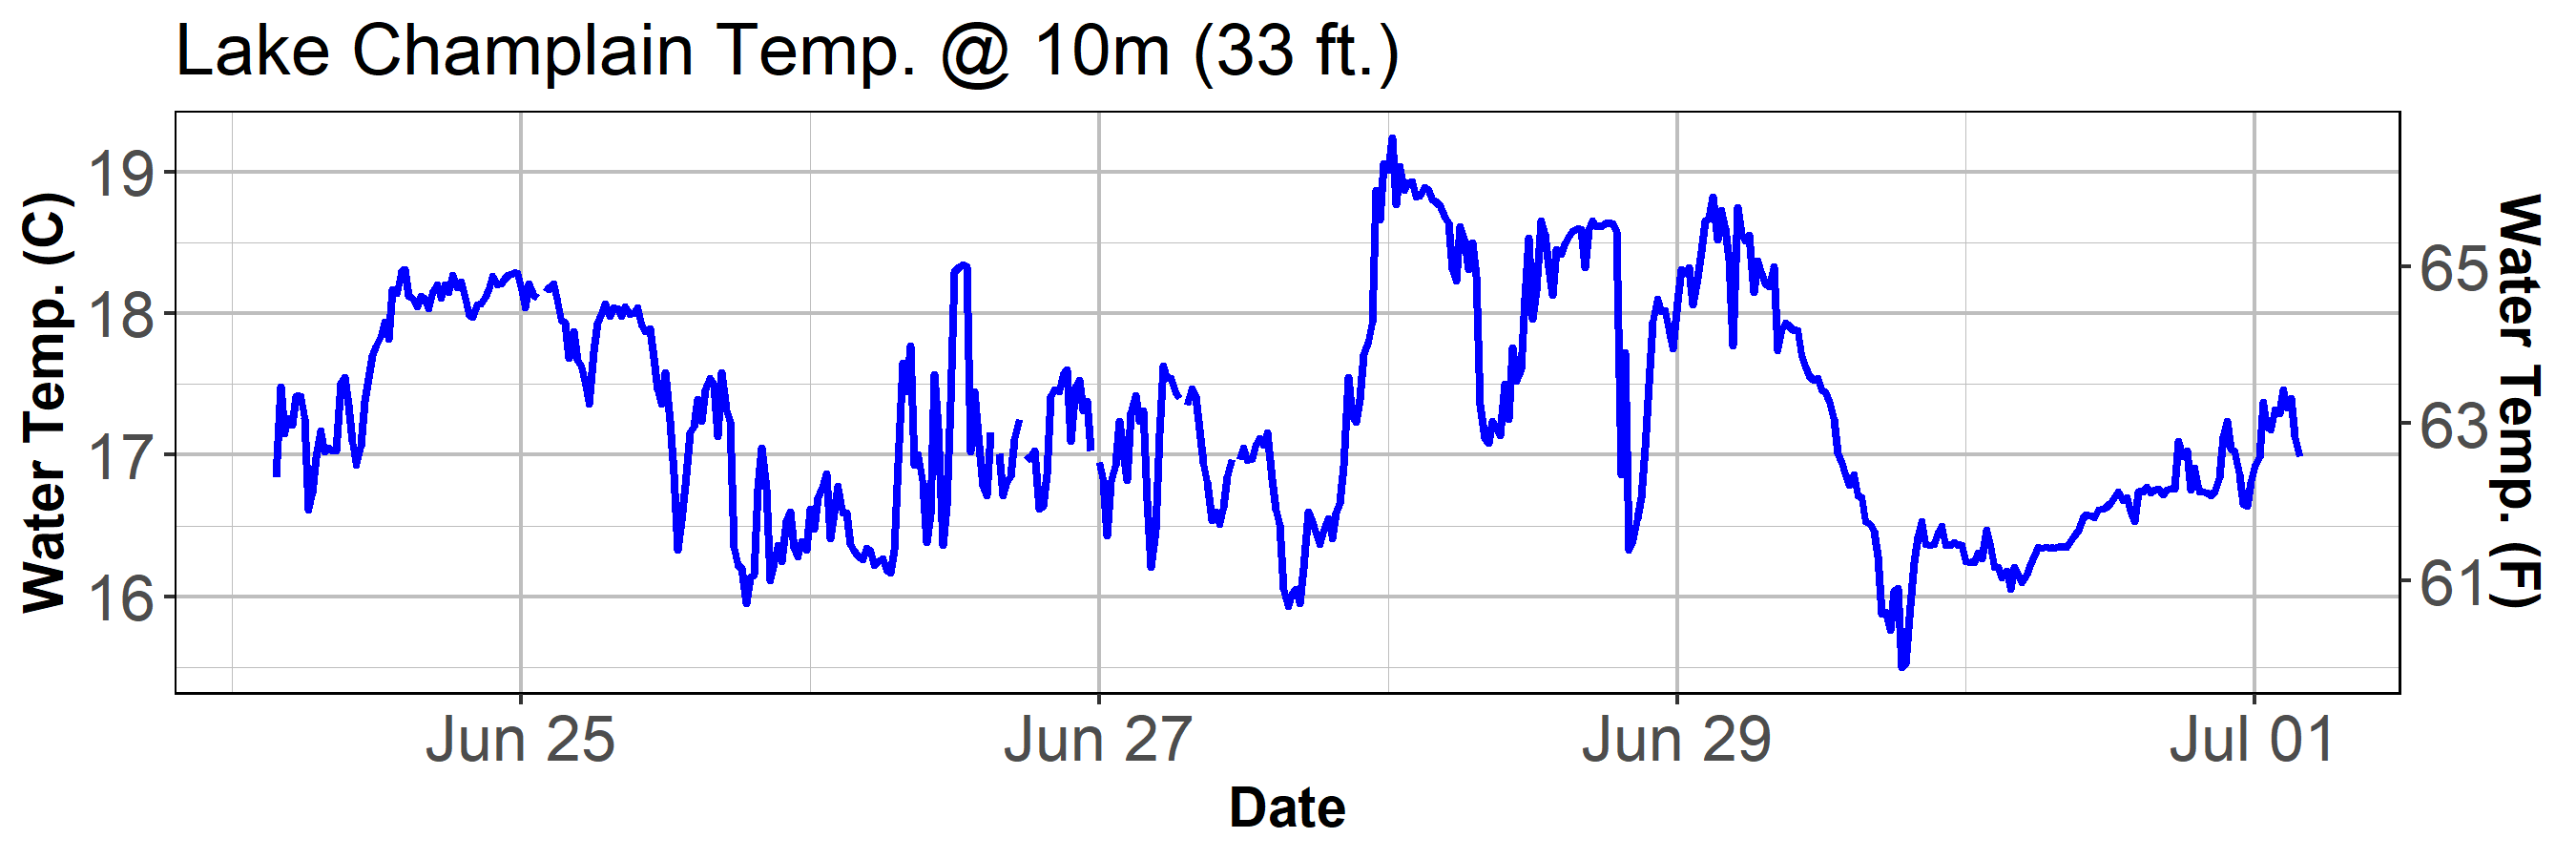 Lake Champlain Temp. @ 10m (33 ft.)
Water Temp. (C)
19
18
17
16
65
63
61
Water Temp. (F)
Jun 25 Jun 27 Jun 29 Jul 01
Date